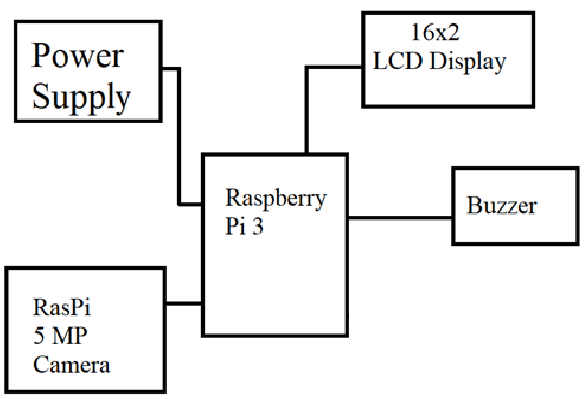 Power
Supply
16x2
LCD Display
Raspberry
Pi 3
Buzzer
RasPi
5 MP
Camera